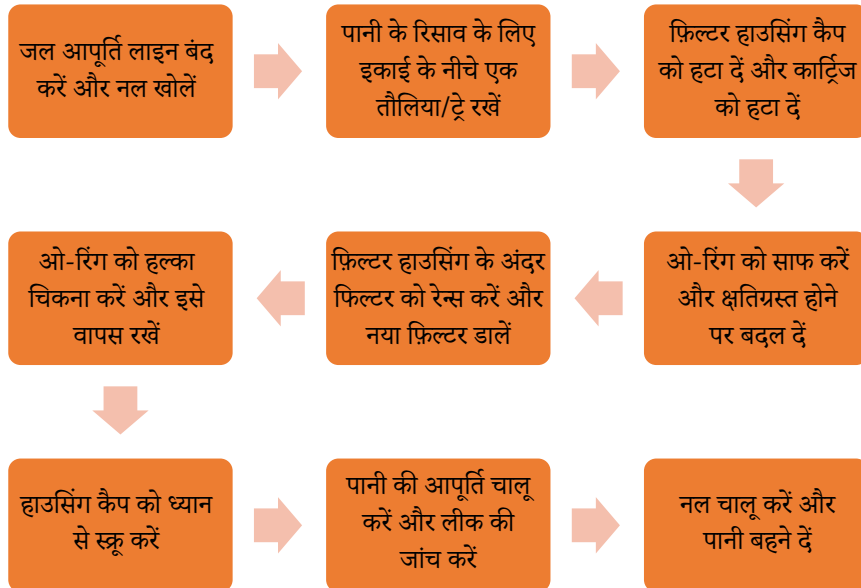 जल आपूर्ति लाइन बंद
करें और नल खोलें
पानी के रिसाव के लिए
इकाई के नीचे एक
तौलिया/ट्रे रखें
फ़िल्टर हाउसिंग कैप
को हटा दें और कार्ट्रिज
को हटा दें
ओ-रिंग को साफ करें
और क्षतिग्रस्त होने
पर बदल दें
फ़िल्टर हाउसिंग के अंदर
फिल्टर को रेन्स करें और
नया फ़िल्टर डालें
ओ-रिंग को हल्का
चिकना करें और इसे
वापस रखें
हाउसिंग कैप को ध्यान
से स्क्रू करें
पानी की आपूर्ति चालू
करें और लीक की
जांच करें
नल चालू करें और
पानी बहने दें